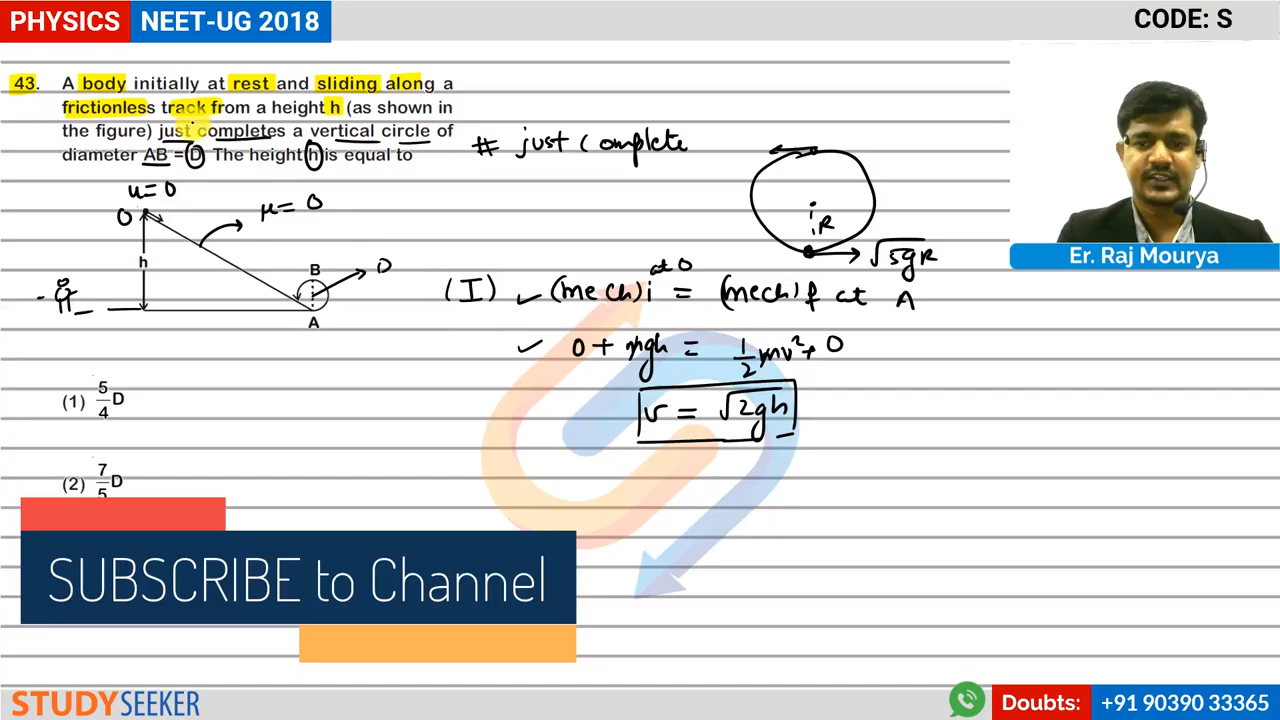 PHYSICS NEET-UG 2018
CODE: S
43. A body initially at rest and sliding along a
frictionless track from a height h (as shown in
the figure) just completes a vertical circle of
diameter AB = D The height h is equal to
# just complete
u=0
O
μ= 0
h
B
D
A
R
√5gR
Er. Raj Mourya
(I) ✓ (mech)i at O = (mech)f at A
✓ 0 + mgh = 1/2 mv² + 0
v = √2gh
(1) 5/4 D
(2) 7/5 D
SUBSCRIBE to Channel
STUDYSEEKER
Doubts: +91 90390 33365